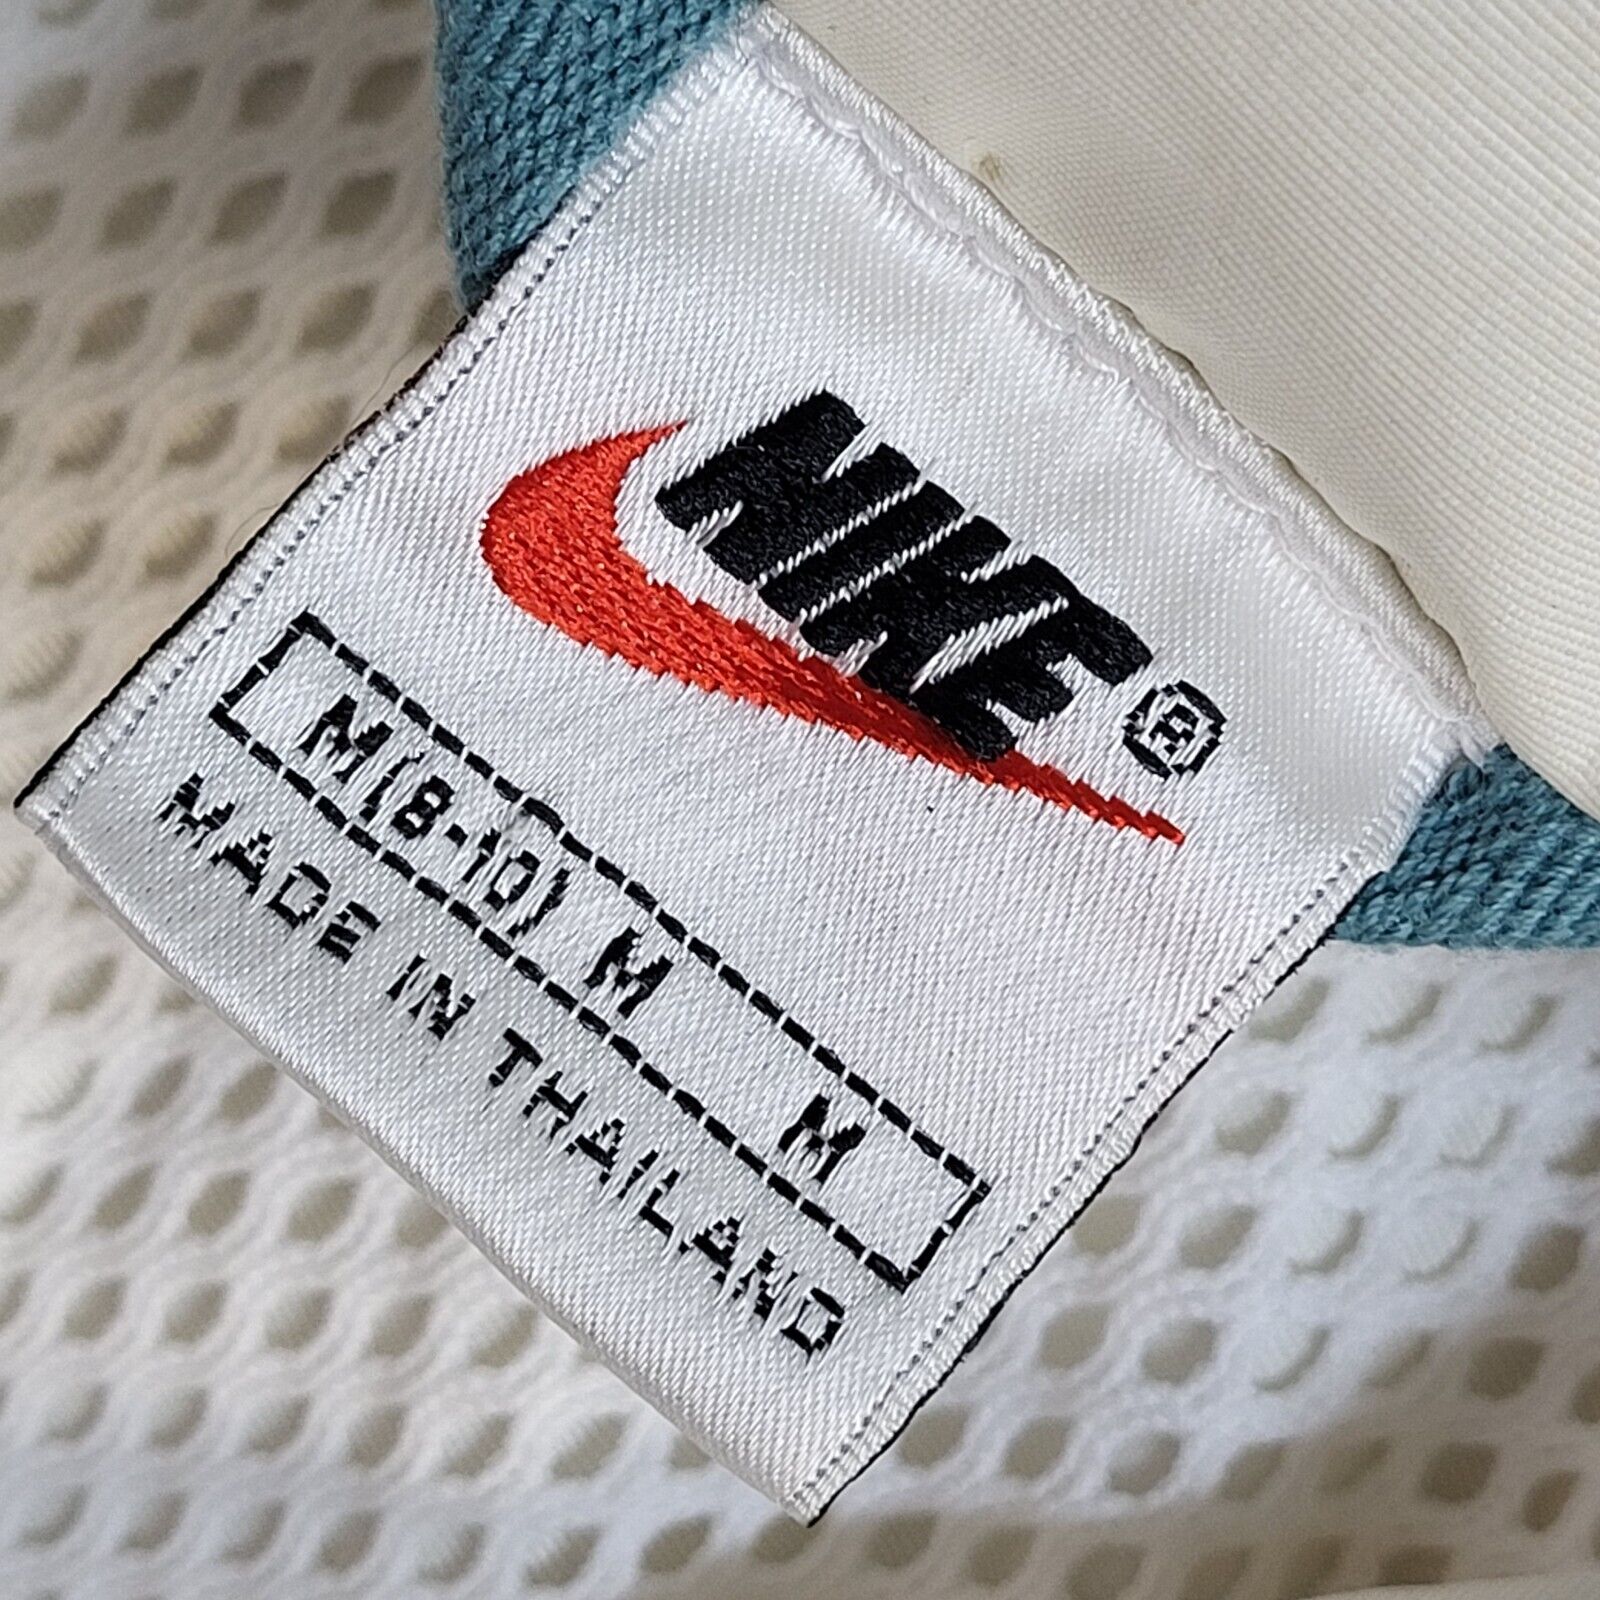 NIKE®
M(8-10) M M
MADE IN THAILAND